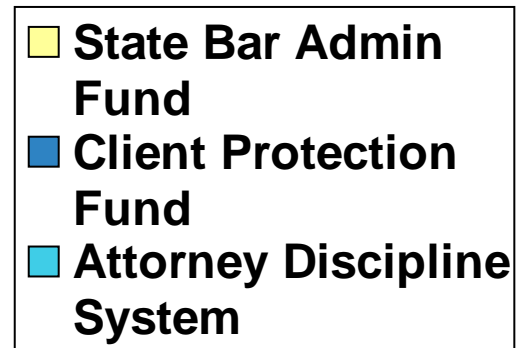 State Bar Admin
Fund
Client Protection
Fund
Attorney Discipline
System